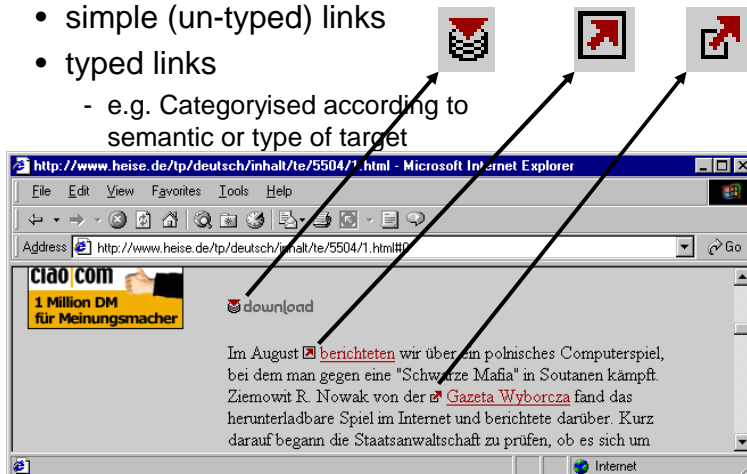 • simple (un-typed) links
• typed links
- e.g. Categoryised according to
semantic or type of target
http://www.heise.de/tp/deutsch/inhalt/te/5504/1.html - Microsoft Internet Explorer
File Edit View Favorites Tools Help
Address http://www.heise.de/tp/deutsch/inhalt/te/5504/1.html#0 Go
ciao com
1 Million DM
für Meinungsmacher
download
Im August berichteten wir über ein polnisches Computerspiel,
bei dem man gegen eine "Schwarze Mafia" in Soutanen kämpft.
Ziemowit R. Nowak von der Gazeta Wyborcza fand das
herunterladbare Spiel im Internet und berichtete darüber. Kurz
darauf begann die Staatsanwaltschaft zu prüfen, ob es sich um
Internet